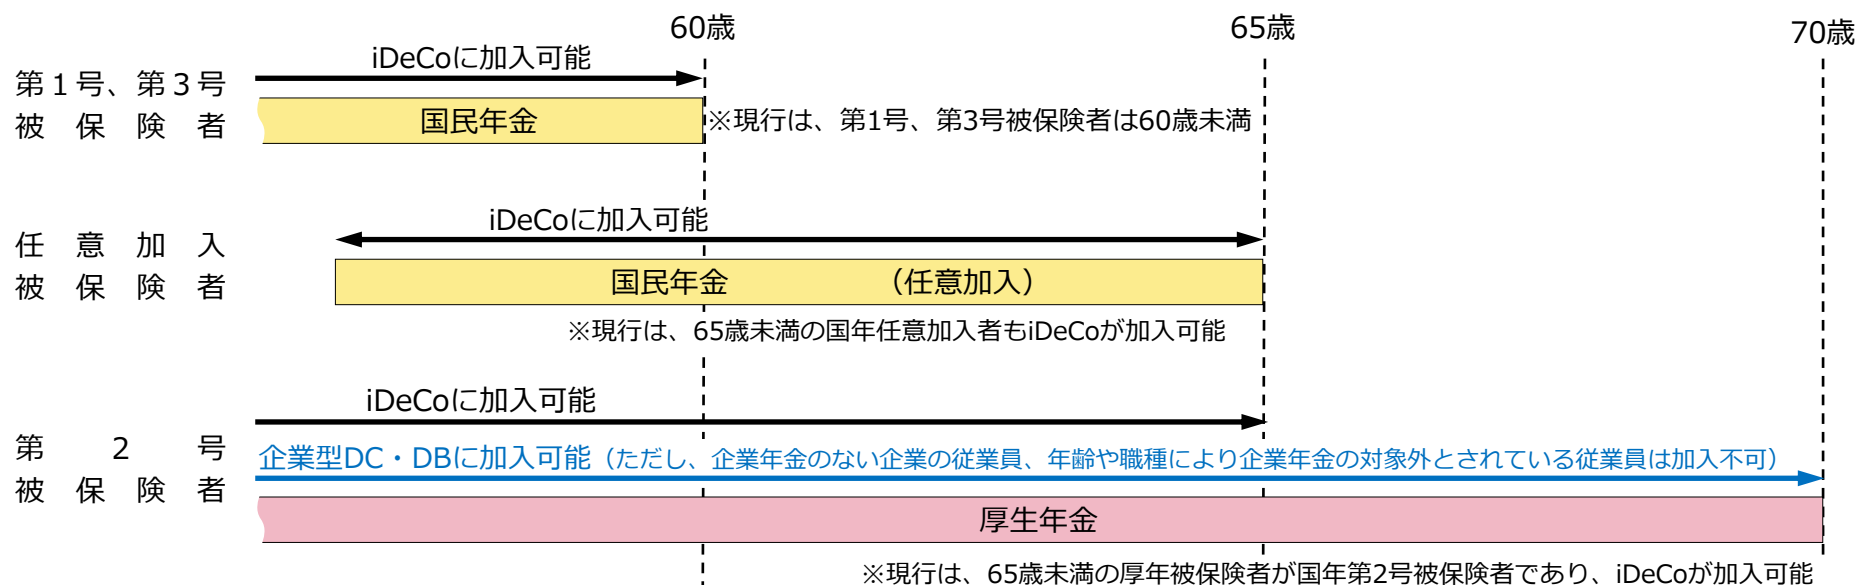 60歳
65歳
70歳
iDeCoに加入可能
第1号、第3号
被保険者
国民年金
※現行は、第1号、第3号被保険者は60歳未満
iDeCoに加入可能
任意加入
被保険者
国民年金 （任意加入）
※現行は、65歳未満の国年任意加入者もiDeCoが加入可能
iDeCoに加入可能
第2号
被保険者
企業型DC・DBに加入可能（ただし、企業年金のない企業の従業員、年齢や職種により企業年金の対象外とされている従業員は加入不可）
厚生年金
※現行は、65歳未満の厚年被保険者が国年第2号被保険者であり、iDeCoが加入可能